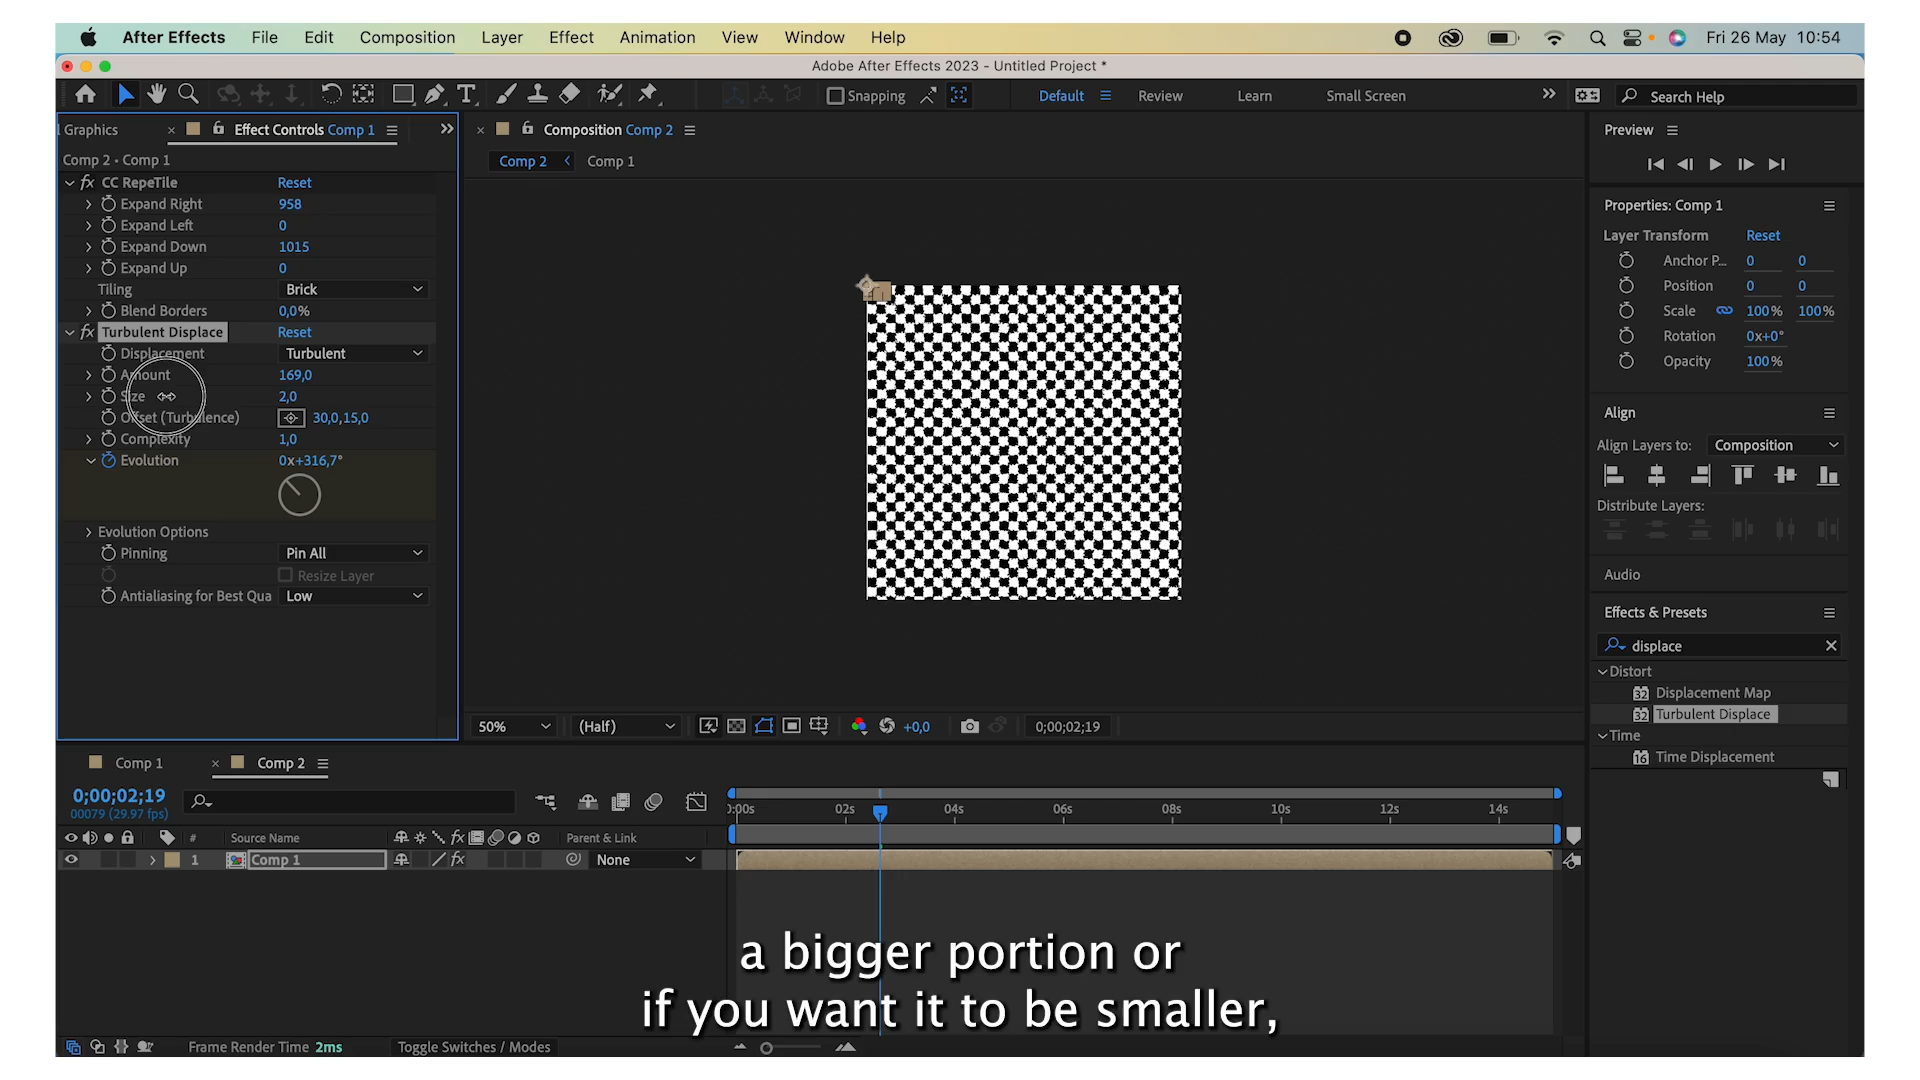 After Effects File Edit Composition Layer Effect Animation View Window Help Fri 26 May 10:54
Adobe After Effects 2023 - Untitled Project *
Snapping Default Review Learn Small Screen Search Help
l Graphics Effect Controls Comp 1
Comp 2 • Comp 1
fx CC RepeTile Reset
Expand Right 958
Expand Left 0
Expand Down 1015
Expand Up 0
Tiling Brick
Blend Borders 0,0%
fx Turbulent Displace Reset
Displacement Turbulent
Amount 169,0
Size 2,0
Offset (Turbulence) 30,0,15,0
Complexity 1,0
Evolution 0x+316,7°
Evolution Options
Pinning Pin All
Resize Layer
Antialiasing for Best Qua Low
Composition Comp 2
Comp 2 Comp 1
50% (Half) +0,0 0;00;02;19
Preview
Properties: Comp 1
Layer Transform Reset
Anchor P... 0 0
Position 0 0
Scale 100% 100%
Rotation 0x+0°
Opacity 100%
Align
Align Layers to: Composition
Distribute Layers:
Audio
Effects & Presets
displace
Distort
32 Displacement Map
32 Turbulent Displace
Time
16 Time Displacement
Comp 1 Comp 2
0;00;02;19
00079 (29.97 fps)
# Source Name fx Parent & Link
1 Comp 1 fx None
):00s 02s 04s 06s 08s 10s 12s 14s
a bigger portion or
if you want it to be smaller,
Frame Render Time 2ms Toggle Switches / Modes